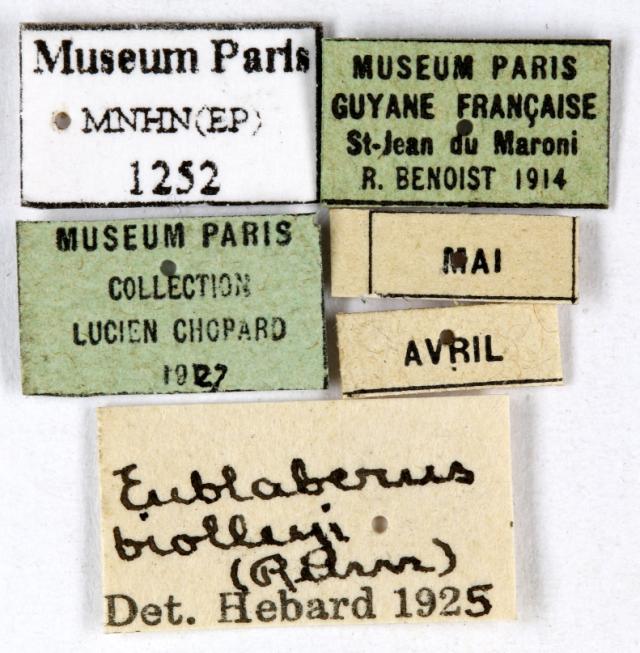 Museum Paris
MNHN(EP)
1252
MUSEUM PARIS
GUYANE FRANÇAISE
St-Jean du Maroni
R. BENOIST 1914
MUSEUM PARIS
COLLECTION
LUCIEN CHOPARD
1927
MAI
AVRIL
Eublaberus
biolleyi
(Rehn)
Det. Hebard 1925